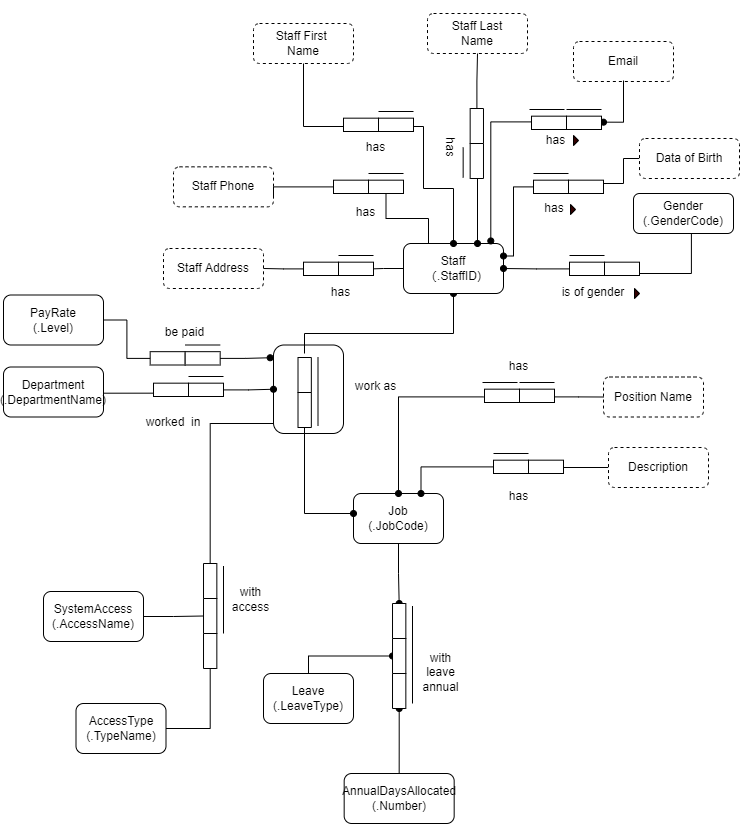 Staff First
Name
Staff Last
Name
Email
has
has
has
Data of Birth
Staff Phone
has
has
Gender
(.GenderCode)
Staff
(.StaffID)
Staff Address
has
is of gender
PayRate
(.Level)
be paid
Department
(.DepartmentName)
work as
has
Position Name
worked in
Description
has
Job
(.JobCode)
with
access
SystemAccess
(.AccessName)
with
leave
annual
Leave
(.LeaveType)
AccessType
(.TypeName)
AnnualDaysAllocated
(.Number)